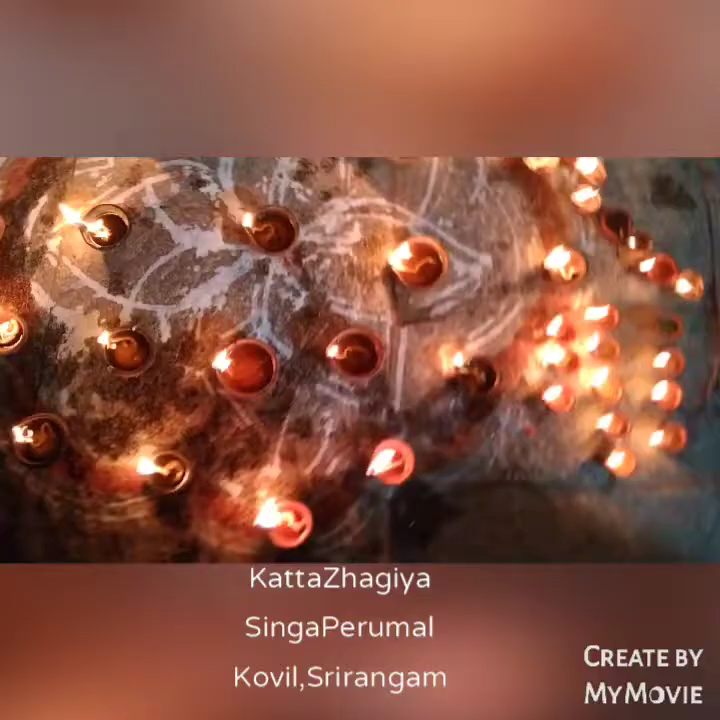 KattaZhagiya
SingaPerumal
Kovil,Srirangam
CREATE BY
MYMOVIE